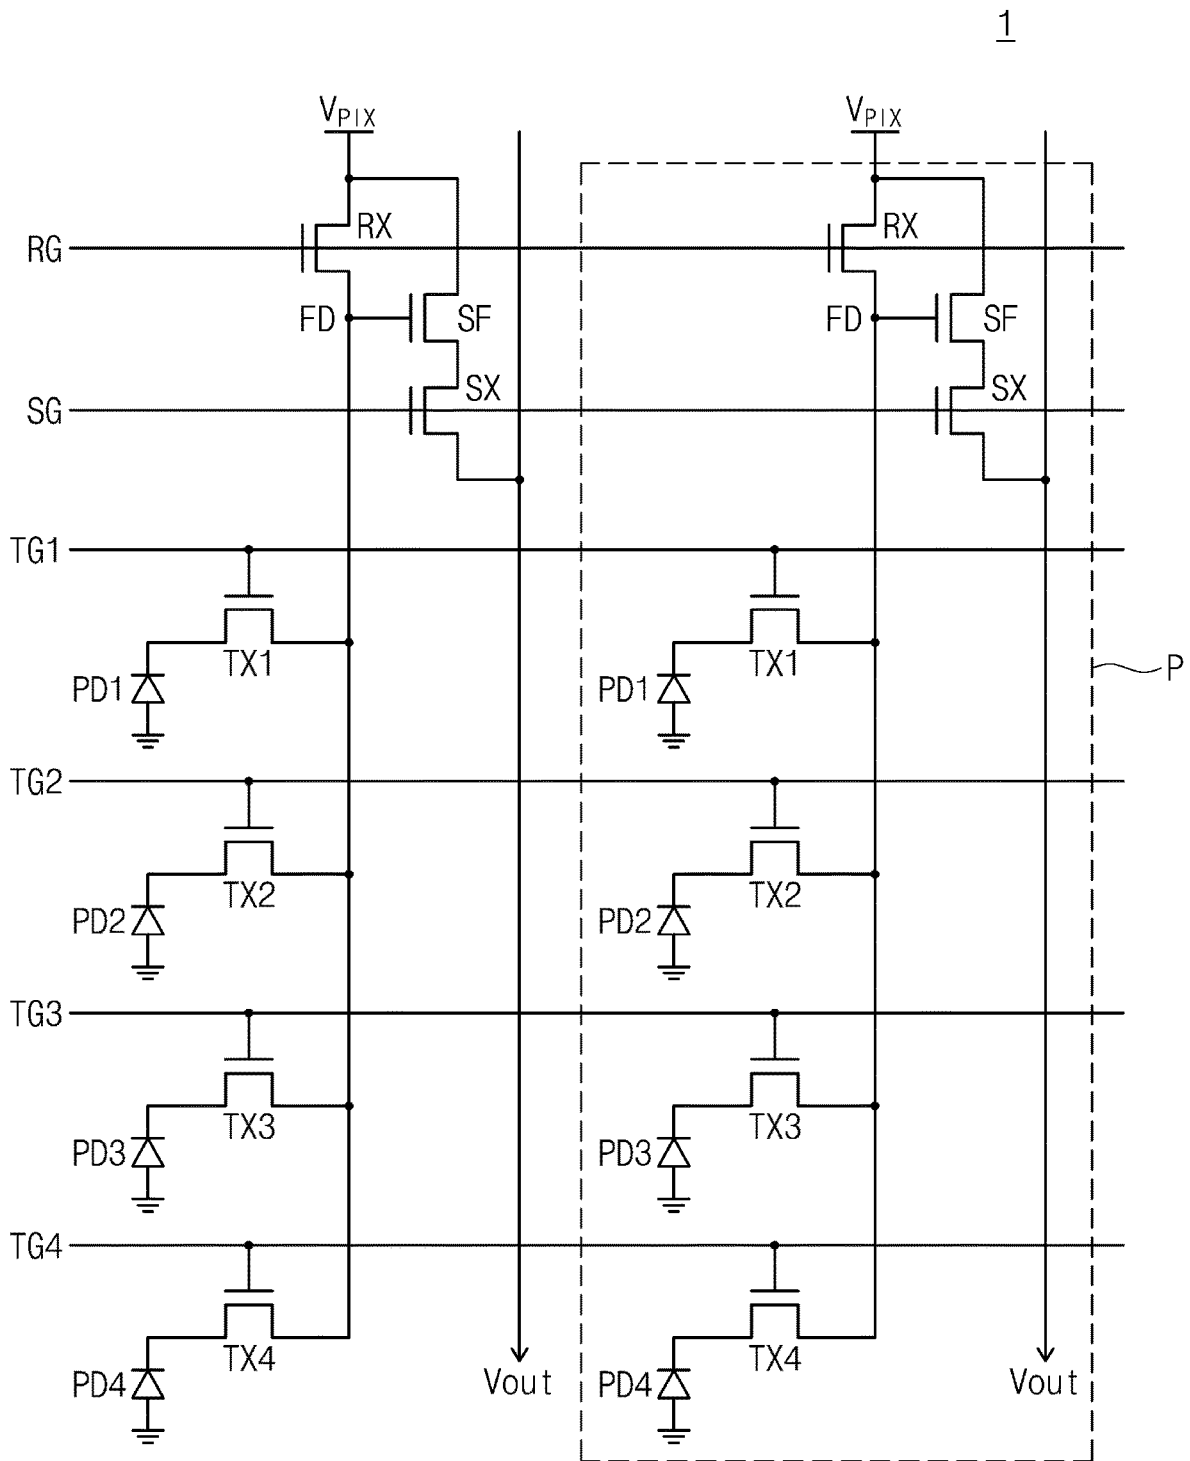 1
VPIX VPIX
RX RX
RG
FD SF FD SF
SX SX
SG
TG1
TX1 TX1
P
PD1 PD1
TG2
TX2 TX2
PD2 PD2
TG3
TX3 TX3
PD3 PD3
TG4
TX4 TX4
PD4 Vout PD4 Vout